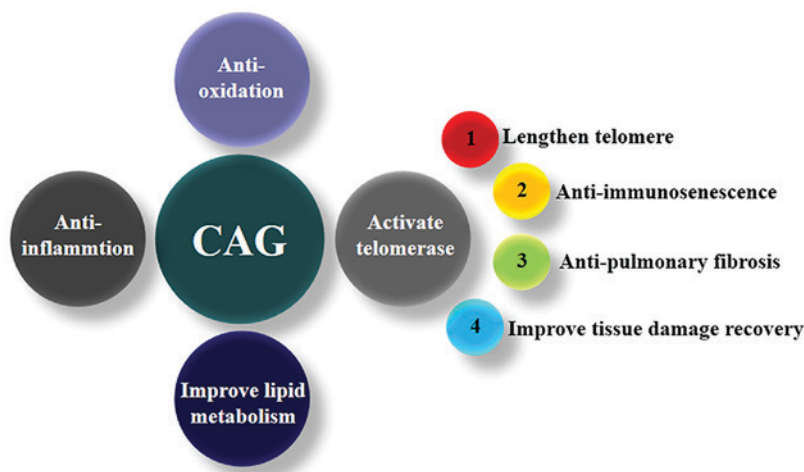 Anti-
oxidation
Anti-
inflammtion
CAG
Activate
telomerase
Improve lipid
metabolism
1 Lengthen telomere
2 Anti-immunosenescence
3 Anti-pulmonary fibrosis
4 Improve tissue damage recovery